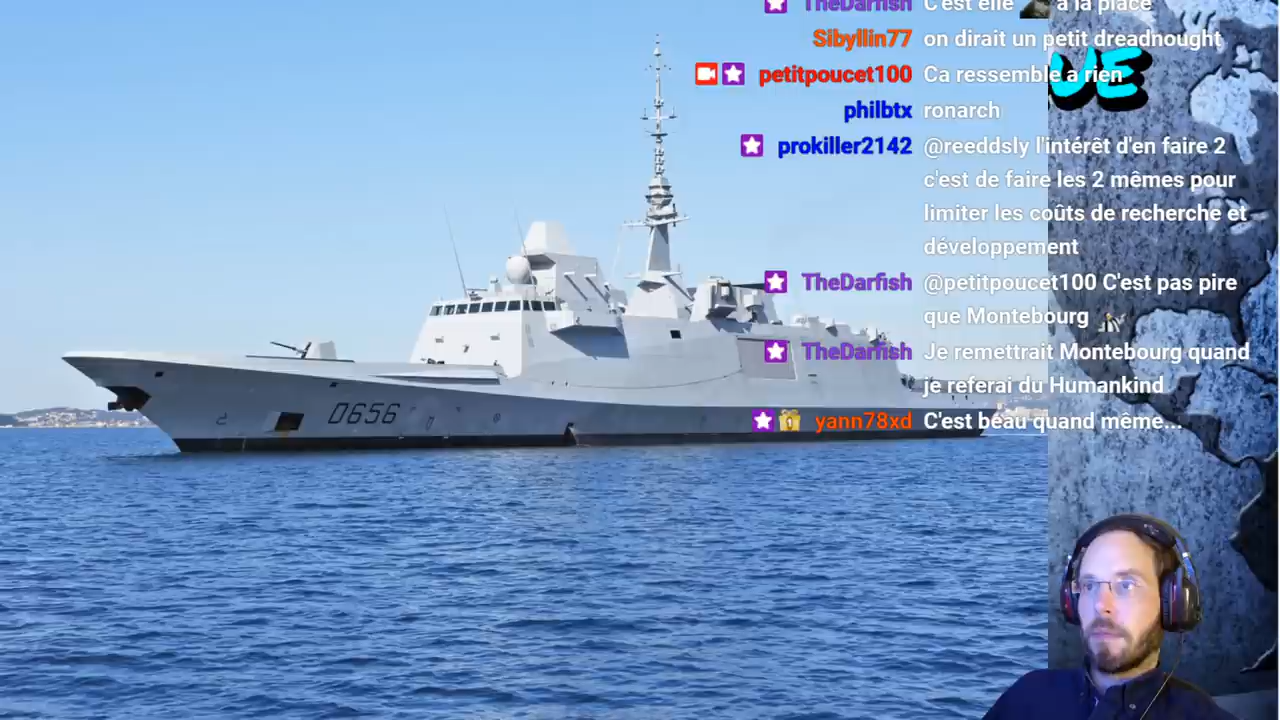 TheDarfish C'est elle à la place
Sibyllin77 on dirait un petit dreadnought
UE
petitpoucet100 Ca ressemble a rien
philbtx ronarch
prokiller2142 @reeddsly l'intérêt d'en faire 2
c'est de faire les 2 mêmes pour
limiter les coûts de recherche et
développement
TheDarfish @petitpoucet100 C'est pas pire
que Montebourg
TheDarfish Je remettrait Montebourg quand
je referai du Humankind
yann78xd C'est beau quand même...
D656